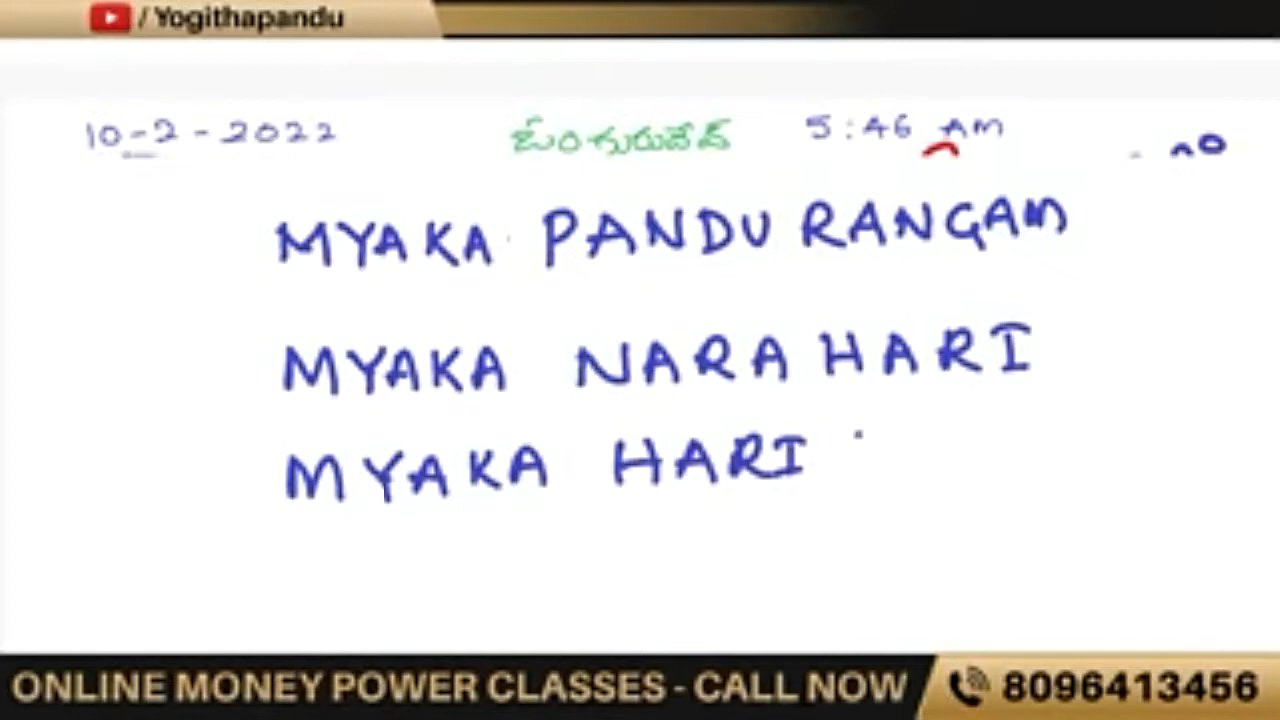 / Yogithapandu
10-2-2022 ఓంగురుదేవ్ 5:46 AM
MYAKA PANDU RANGAM
MYAKA NARAHARI
MYAKA HARI
ONLINE MONEY POWER CLASSES - CALL NOW 8096413456